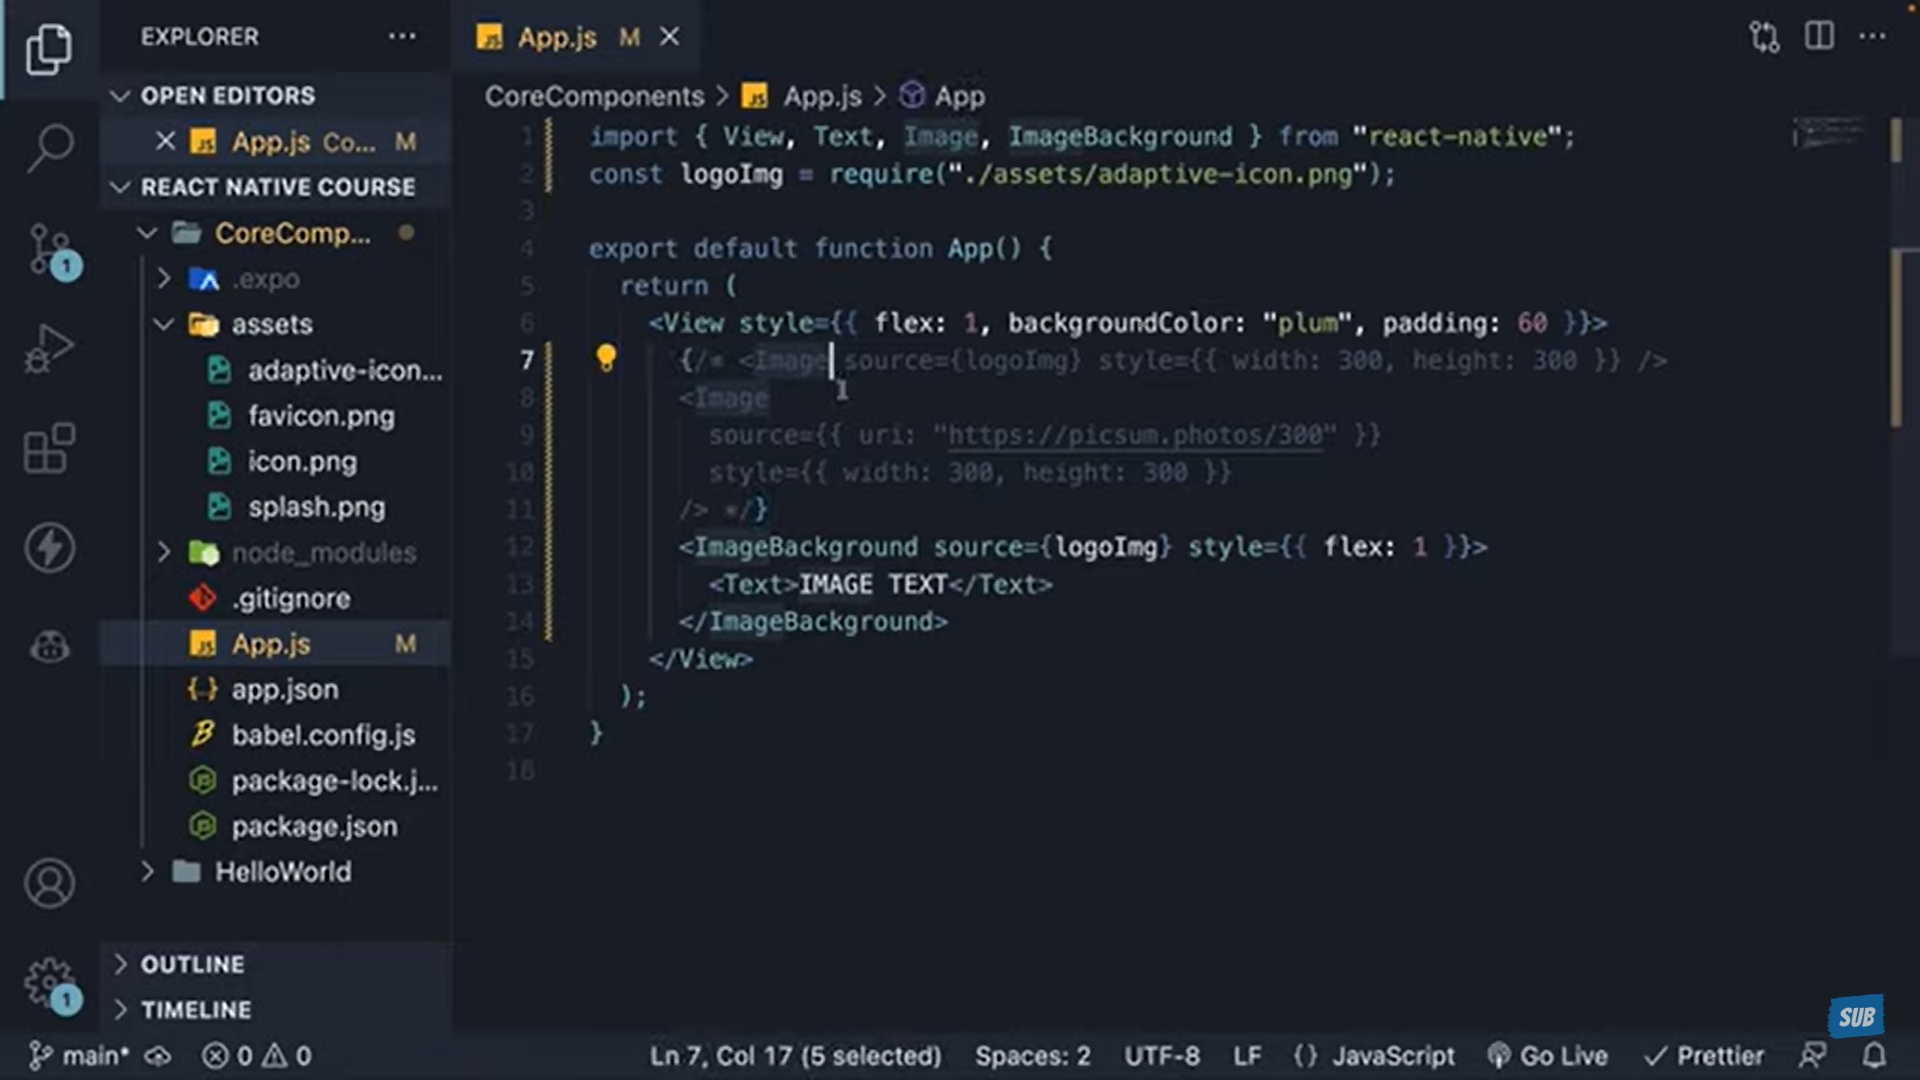 EXPLORER
App.js M
OPEN EDITORS
App.js Co... M
REACT NATIVE COURSE
CoreComp...
.expo
assets
adaptive-icon...
favicon.png
icon.png
splash.png
node_modules
.gitignore
App.js M
app.json
babel.config.js
package-lock.j...
package.json
HelloWorld
OUTLINE
TIMELINE
1
1
CoreComponents > App.js > App
1 import { View, Text, Image, ImageBackground } from "react-native";
2 const logoImg = require("./assets/adaptive-icon.png");
3
4 export default function App() {
5 return (
6 <View style={{ flex: 1, backgroundColor: "plum", padding: 60 }}>
7 {/* <Image source={logoImg} style={{ width: 300, height: 300 }} />
8 <Image
9 source={{ uri: "https://picsum.photos/300" }}
10 style={{ width: 300, height: 300 }}
11 /> */}
12 <ImageBackground source={logoImg} style={{ flex: 1 }}>
13 <Text>IMAGE TEXT</Text>
14 </ImageBackground>
15 </View>
16 );
17 }
18
SUB
main* 0 0 Ln 7, Col 17 (5 selected) Spaces: 2 UTF-8 LF {} JavaScript Go Live Prettier